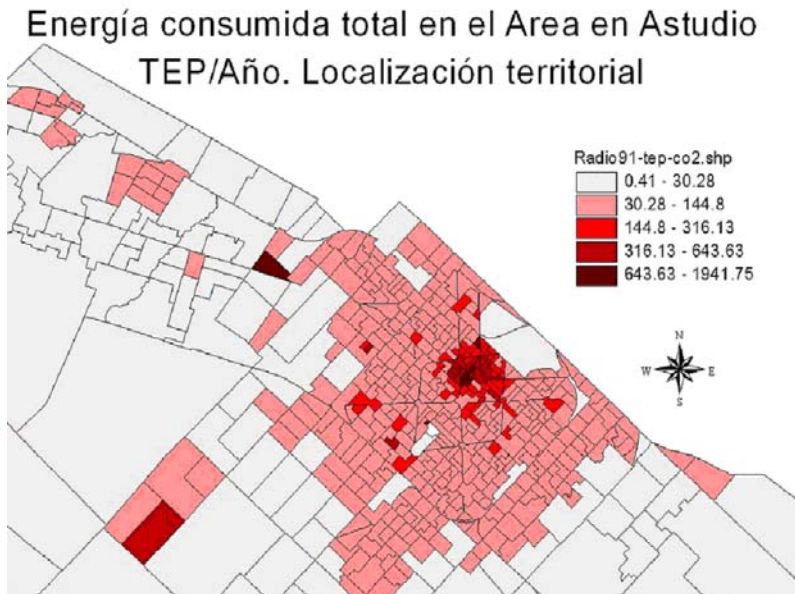 Energía consumida total en el Area en Astudio
TEP/Año. Localización territorial
Radio91-tep-co2.shp
0.41 - 30.28
30.28 - 144.8
144.8 - 316.13
316.13 - 643.63
643.63 - 1941.75
N
W E
S